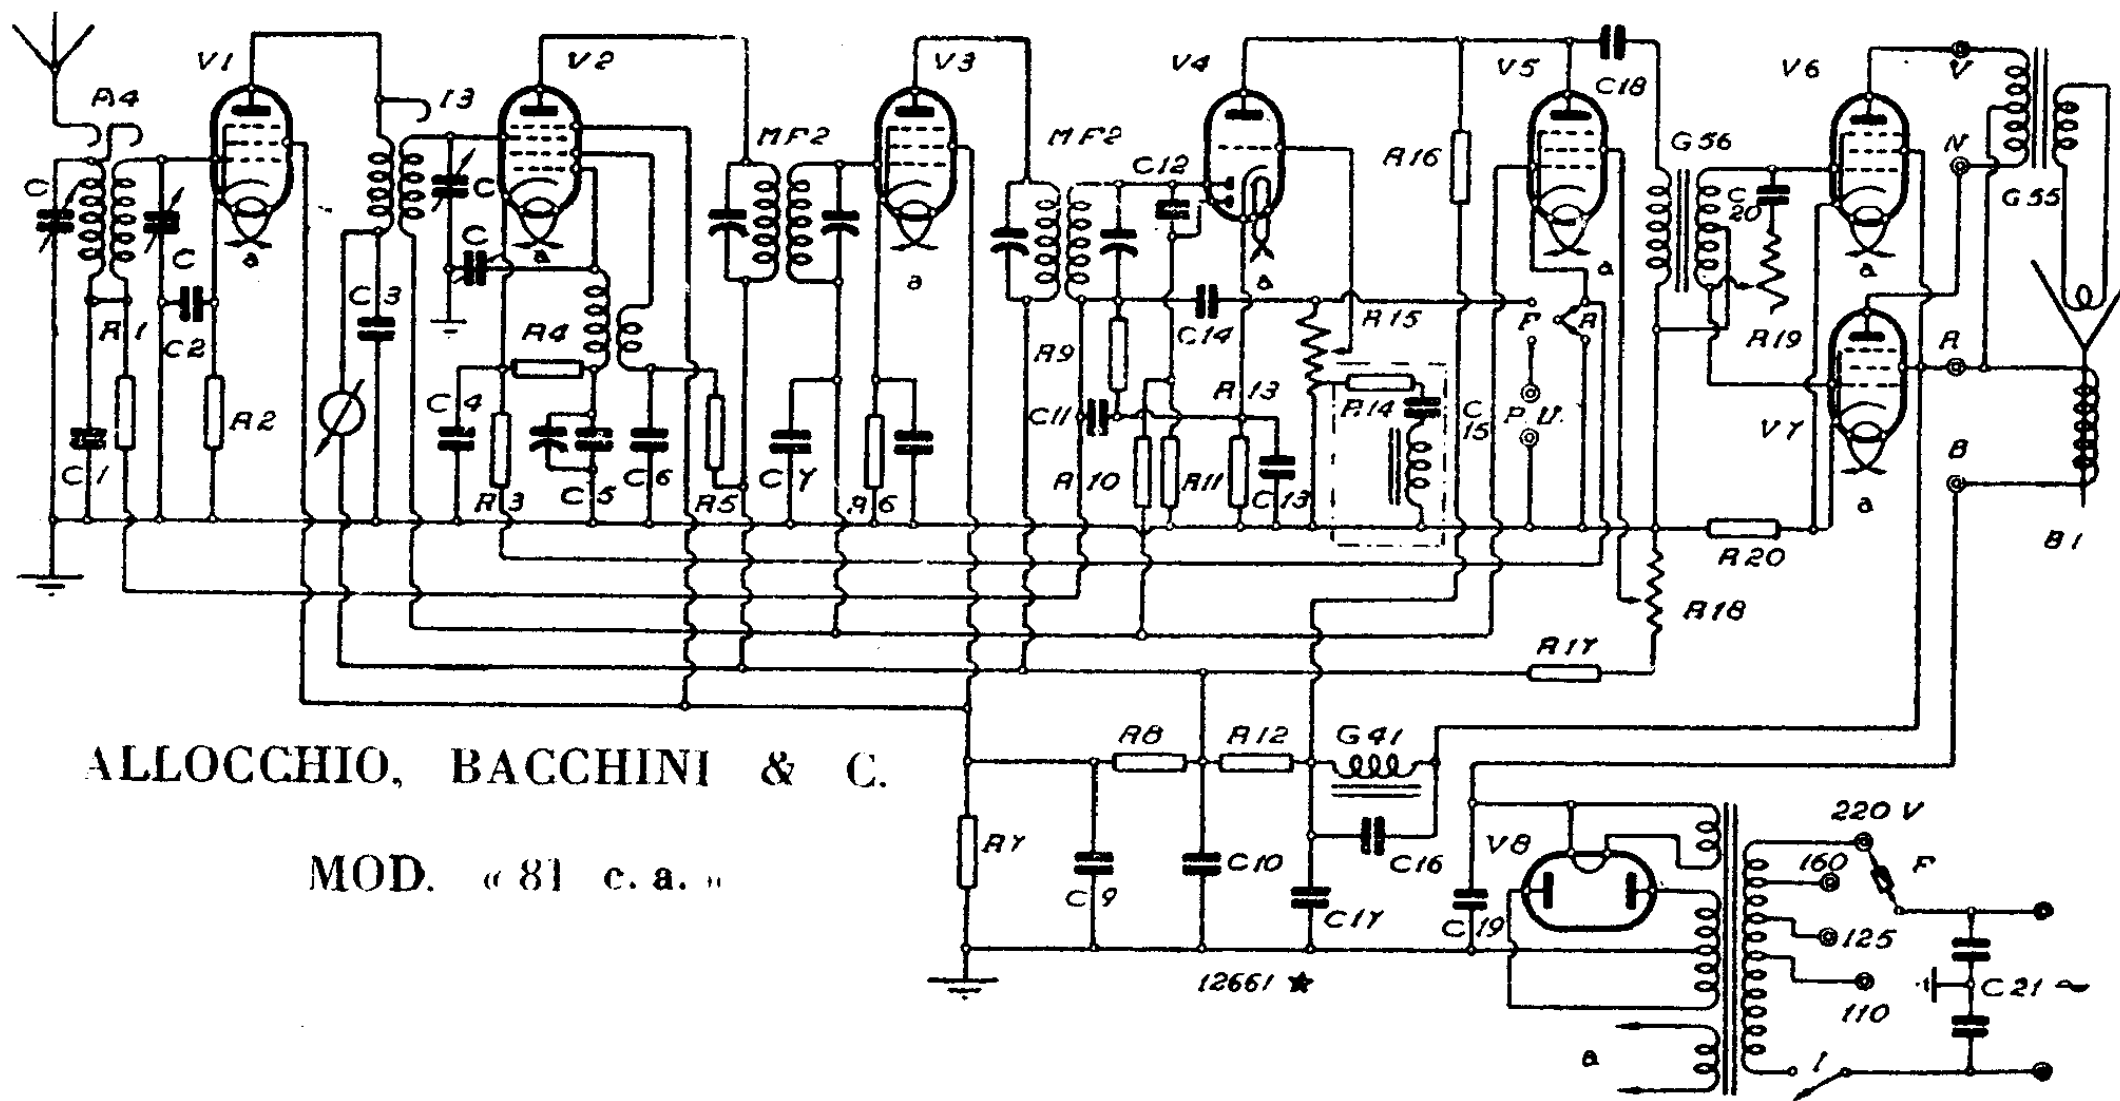 V1 V2 V3 V4 V5 C18 V6 V
A4 I3 MF2 MF2 C12 R16 G56 N
C C C 20 G55
a C a a a a a
C C3 R15 F R R19 R
R1 C2 R4 R9 C14
C4 R13 R14 C15 P.U. V7 B
C1 R2 R3 C5 C6 R5 C7 R6 C11 R10 R11 C13 a
R20 B1
R18
R17
R8 R12 G41
ALLOCCHIO, BACCHINI & C.
MOD. « 81 c. a. »
R7 C9 C10 C17 C16 V8 C19
220 V
160 F
125
110
C21 ~
12661 ★
a I